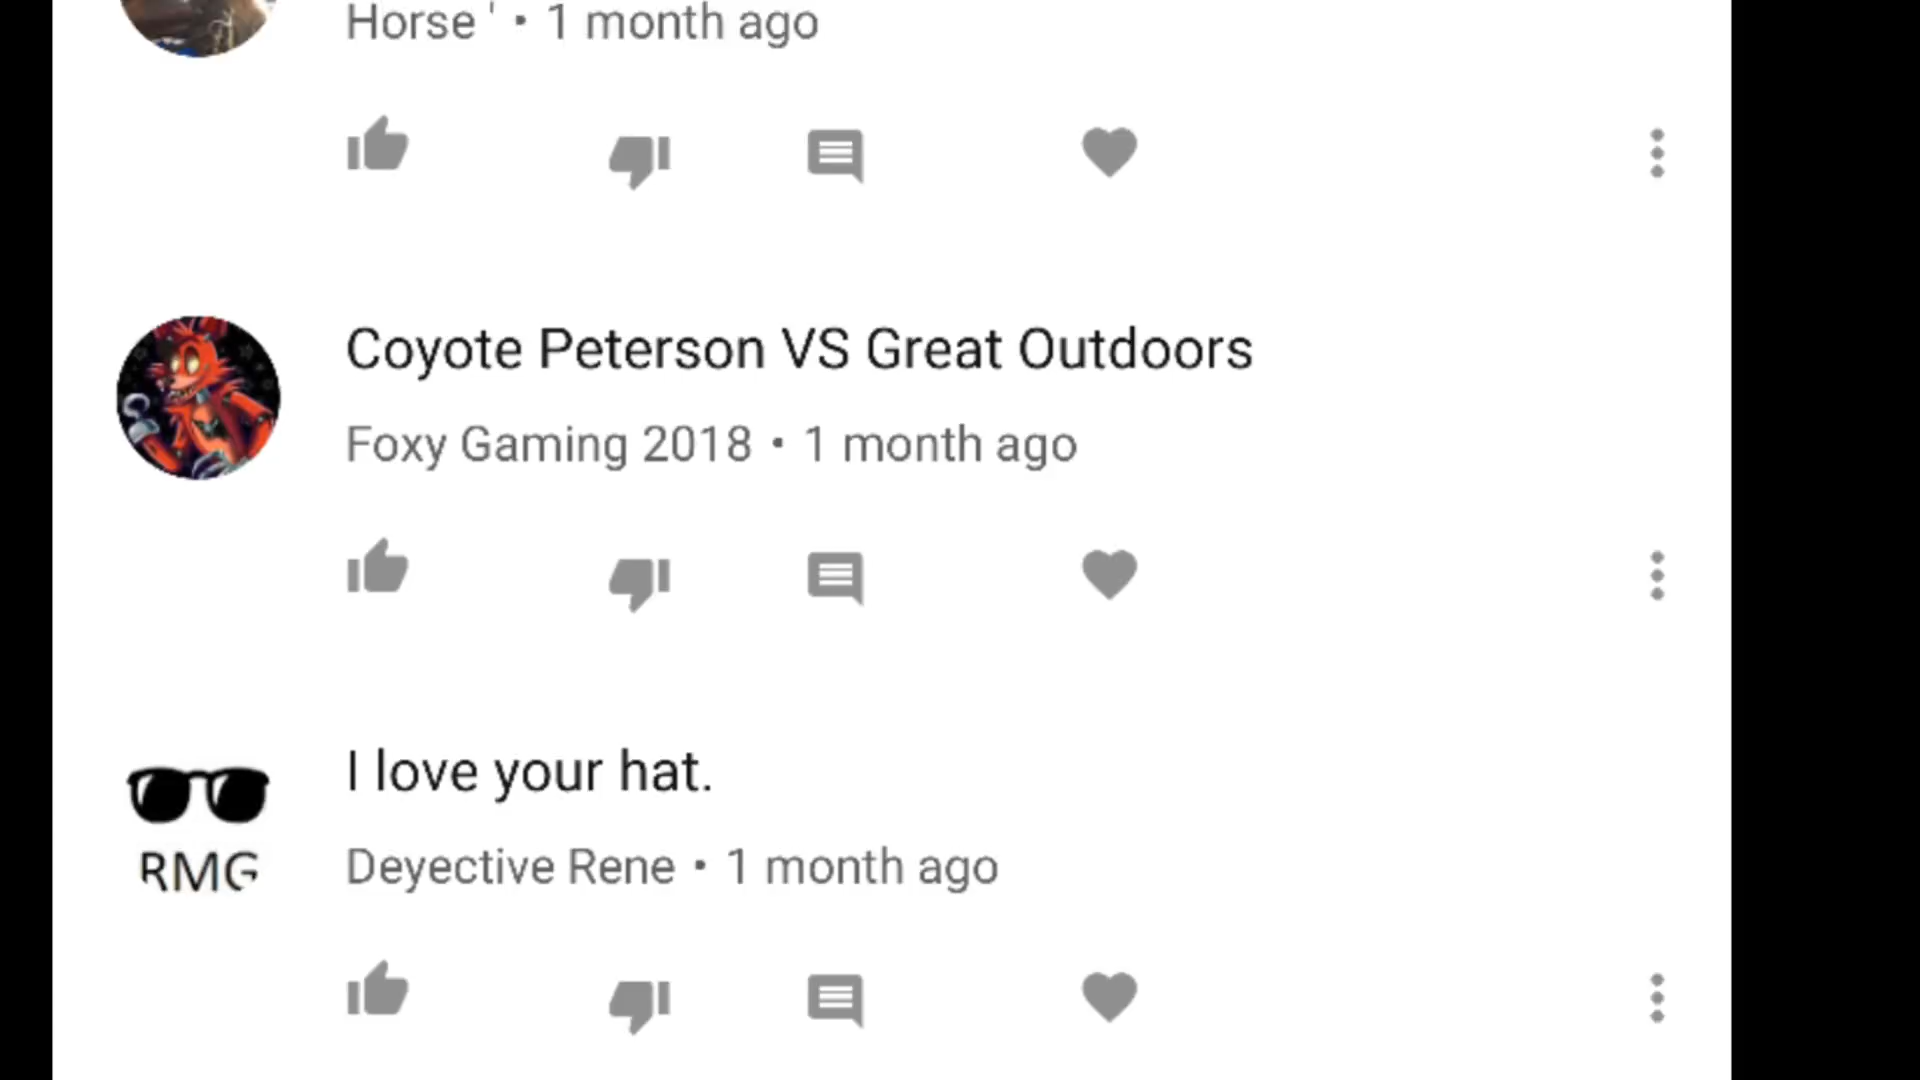 Horse ' • 1 month ago
Coyote Peterson VS Great Outdoors
Foxy Gaming 2018 • 1 month ago
I love your hat.
RMG
Deyective Rene • 1 month ago